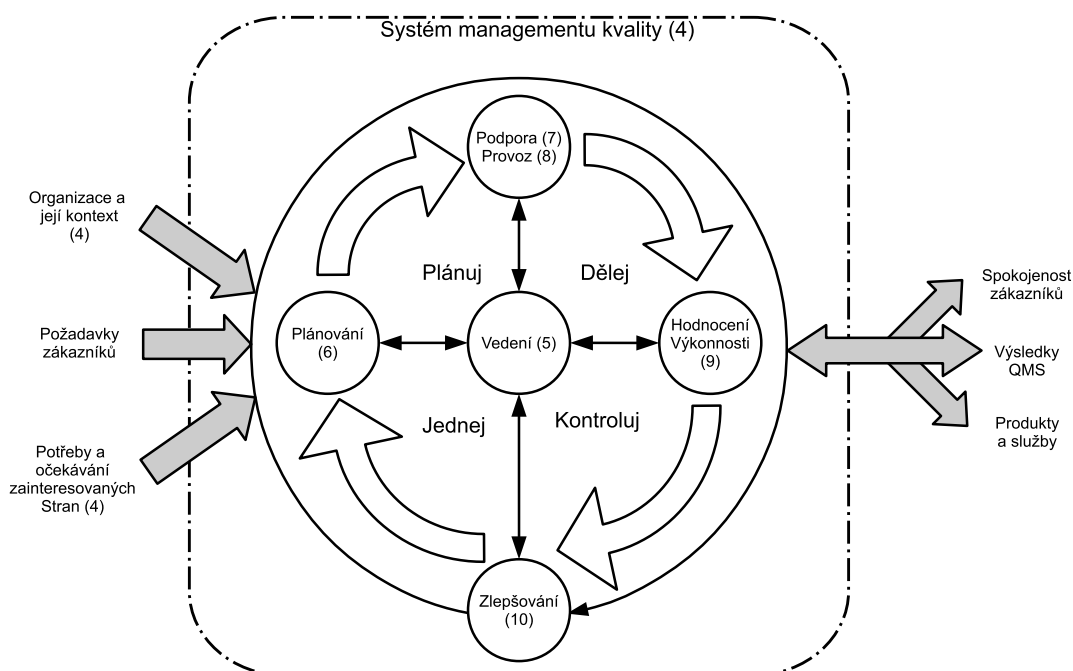 Systém managementu kvality (4)
Podpora (7)
Provoz (8)
Organizace a
její kontext
(4)
Plánuj
Dělej
Spokojenost
zákazníků
Požadavky
zákazníků
Plánování
(6)
Vedení (5)
Hodnocení
Výkonnosti
(9)
Výsledky
QMS
Jednej
Kontroluj
Produkty
a služby
Potřeby a
očekávání
zainteresovaných
Stran (4)
Zlepšování
(10)